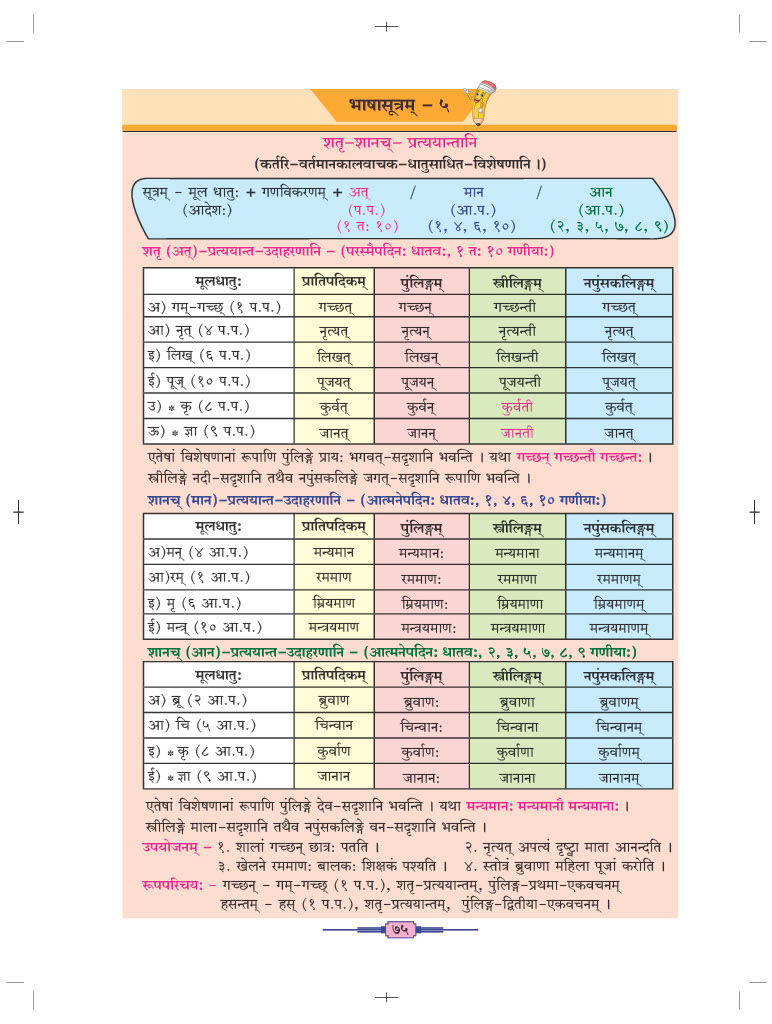 भाषासूत्रम् – ५
शतृ–शानच्– प्रत्ययान्तानि
(कर्तरि–वर्तमानकालवाचक–धातुसाधित–विशेषणानि ।)
सूत्रम् – मूल धातुः + गणविकरणम् + अत् / मान / आन
(आदेशः) (प.प.) (आ.प.) (आ.प.)
(१ तः १०) (१, ४, ६, १०) (२, ३, ५, ७, ८, ९)
शतृ (अत्)–प्रत्ययान्त–उदाहरणानि – (परस्मैपदिनः धातवः, १ तः १० गणीयाः)
मूलधातुः प्रातिपदिकम् पुंलिङ्गम् स्त्रीलिङ्गम् नपुंसकलिङ्गम्
अ) गम्-गच्छ् (१ प.प.) गच्छत् गच्छन् गच्छन्ती गच्छत्
आ) नृत् (४ प.प.) नृत्यत् नृत्यन् नृत्यन्ती नृत्यत्
इ) लिख् (६ प.प.) लिखत् लिखन् लिखन्ती लिखत्
ई) पूज् (१० प.प.) पूजयत् पूजयन् पूजयन्ती पूजयत्
उ) * कृ (८ प.प.) कुर्वत् कुर्वन् कुर्वती कुर्वत्
ऊ) * ज्ञा (९ प.प.) जानत् जानन् जानती जानत्
एतेषां विशेषणानां रूपाणि पुंलिङ्गे प्रायः भगवत्-सदृशानि भवन्ति । यथा गच्छन् गच्छन्तौ गच्छन्तः ।
स्त्रीलिङ्गे नदी-सदृशानि तथैव नपुंसकलिङ्गे जगत्-सदृशानि रूपाणि भवन्ति ।
शानच् (मान)–प्रत्ययान्त–उदाहरणानि – (आत्मनेपदिनः धातवः, १, ४, ६, १० गणीयाः)
मूलधातुः प्रातिपदिकम् पुंलिङ्गम् स्त्रीलिङ्गम् नपुंसकलिङ्गम्
अ)मन् (४ आ.प.) मन्यमान मन्यमानः मन्यमाना मन्यमानम्
आ)रम् (१ आ.प.) रममाण रममाणः रममाणा रममाणम्
इ) मृ (६ आ.प.) म्रियमाण म्रियमाणः म्रियमाणा म्रियमाणम्
ई) मन्त्र् (१० आ.प.) मन्त्रयमाण मन्त्रयमाणः मन्त्रयमाणा मन्त्रयमाणम्
शानच् (आन)–प्रत्ययान्त–उदाहरणानि – (आत्मनेपदिनः धातवः, २, ३, ५, ७, ८, ९ गणीयाः)
मूलधातुः प्रातिपदिकम् पुंलिङ्गम् स्त्रीलिङ्गम् नपुंसकलिङ्गम्
अ) ब्रू (२ आ.प.) ब्रुवाण ब्रुवाणः ब्रुवाणा ब्रुवाणम्
आ) चि (५ आ.प.) चिन्वान चिन्वानः चिन्वाना चिन्वानम्
इ) * कृ (८ आ.प.) कुर्वाण कुर्वाणः कुर्वाणा कुर्वाणम्
ई) * ज्ञा (९ आ.प.) जानान जानानः जानाना जानानम्
एतेषां विशेषणानां रूपाणि पुंलिङ्गे देव-सदृशानि भवन्ति । यथा मन्यमानः मन्यमानौ मन्यमानाः ।
स्त्रीलिङ्गे माला-सदृशानि तथैव नपुंसकलिङ्गे वन-सदृशानि भवन्ति ।
उपयोजनम् – १. शालां गच्छन् छात्रः पतति । २. नृत्यत् अपत्यं दृष्ट्वा माता आनन्दति ।
३. खेलने रममाणः बालकः शिक्षकं पश्यति । ४. स्तोत्रं ब्रुवाणा महिला पूजां करोति ।
रूपपरिचयः – गच्छन् – गम्-गच्छ् (१ प.प.), शतृ-प्रत्ययान्तम्, पुंलिङ्ग-प्रथमा-एकवचनम्
हसन्तम् – हस् (१ प.प.), शतृ-प्रत्ययान्तम्, पुंलिङ्ग-द्वितीया-एकवचनम् ।
७५